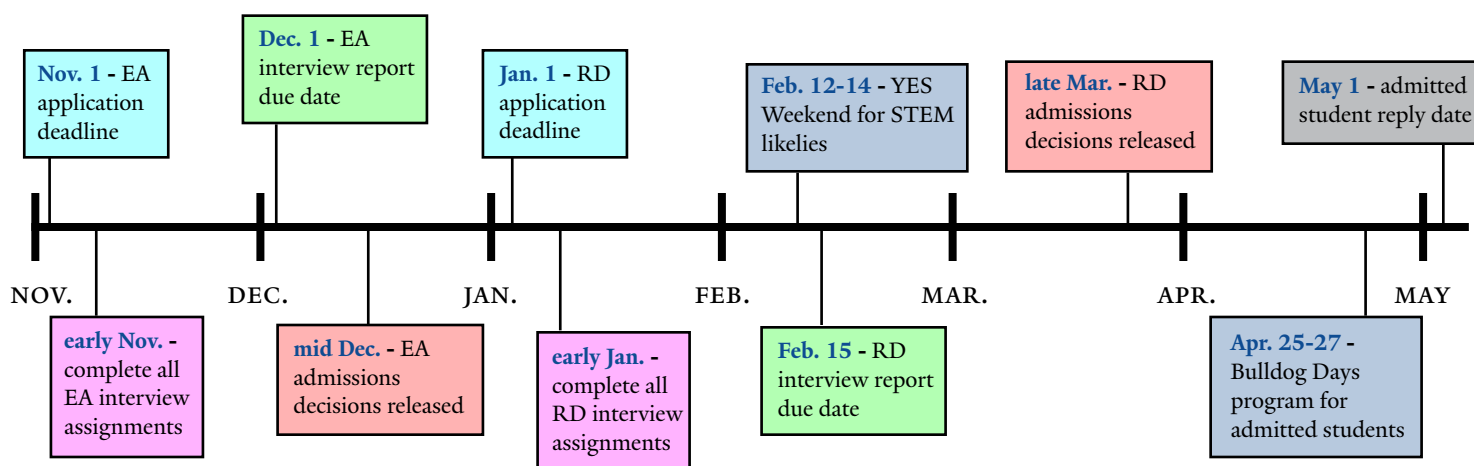 Nov. 1 - EA
application
deadline
Dec. 1 - EA
interview report
due date
Jan. 1 - RD
application
deadline
Feb. 12-14 - YES
Weekend for STEM
likelies
late Mar. - RD
admissions
decisions released
May 1 - admitted
student reply date
NOV.
DEC.
JAN.
FEB.
MAR.
APR.
MAY
early Nov. -
complete all
EA interview
assignments
mid Dec. - EA
admissions
decisions released
early Jan. -
complete all
RD interview
assignments
Feb. 15 - RD
interview report
due date
Apr. 25-27 -
Bulldog Days
program for
admitted students